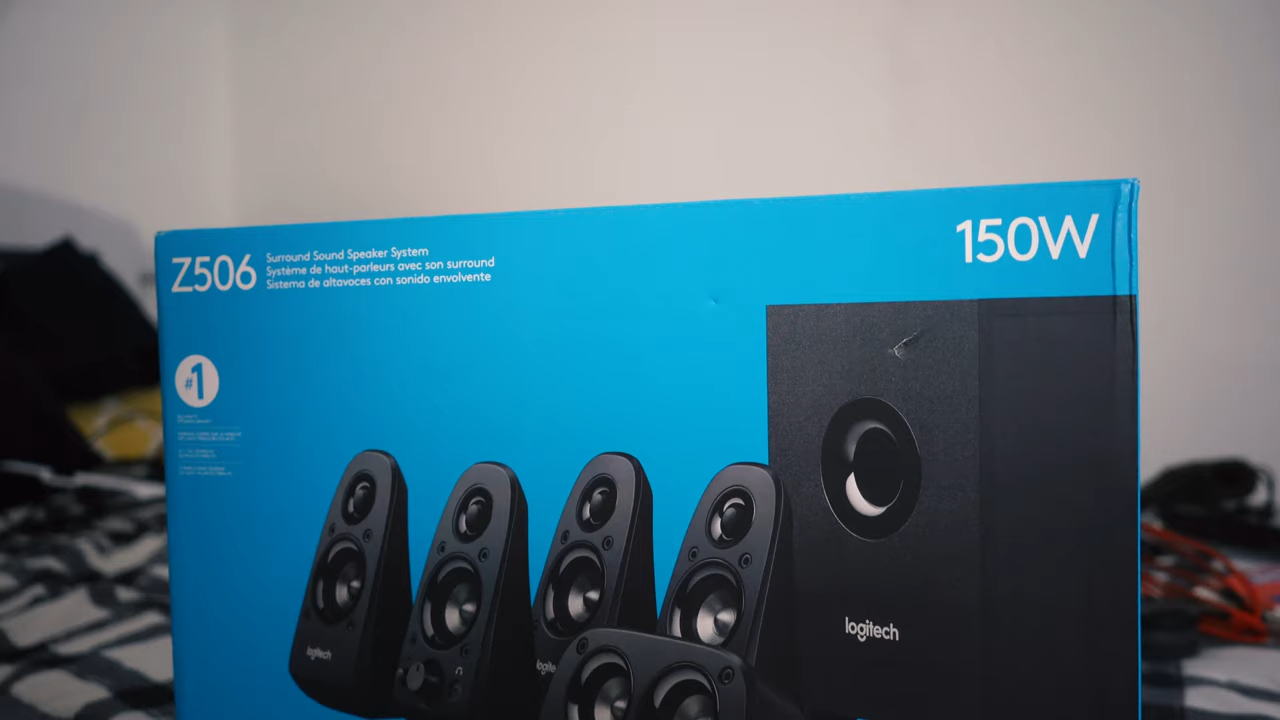 Z506
Surround Sound Speaker System
Système de haut-parleurs avec son surround
Sistema de altavoces con sonido envolvente
150W
#1
logitech
logitech
logite